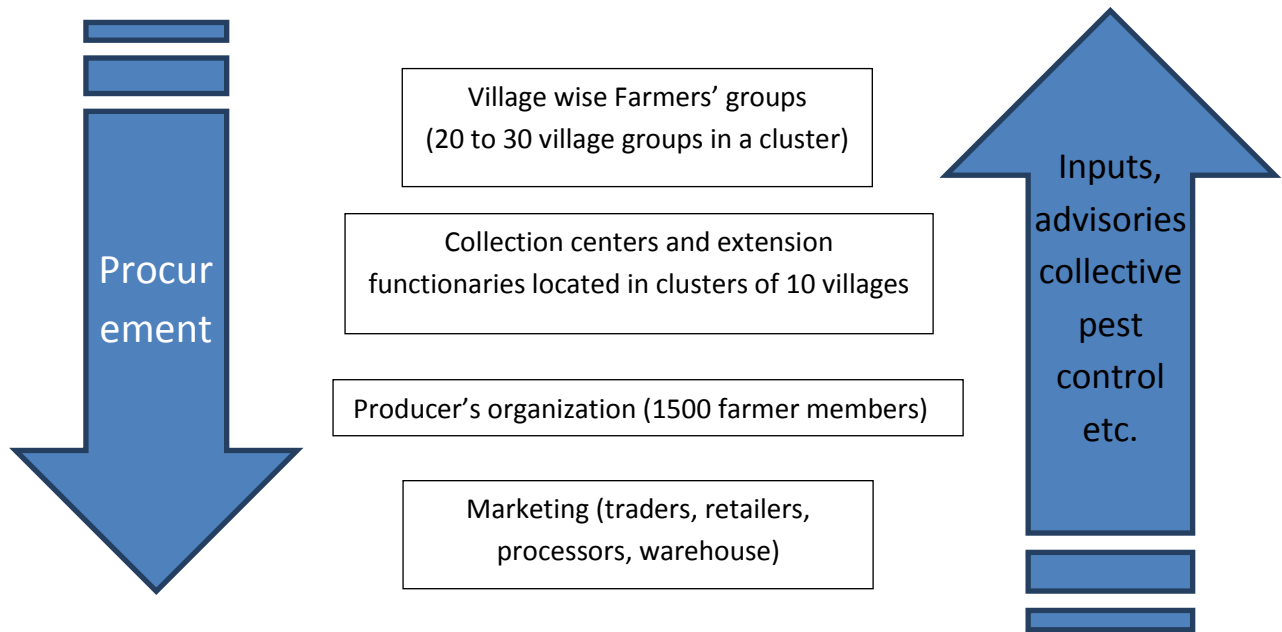 Procur
ement
Village wise Farmers’ groups
(20 to 30 village groups in a cluster)
Collection centers and extension
functionaries located in clusters of 10 villages
Producer’s organization (1500 farmer members)
Marketing (traders, retailers,
processors, warehouse)
Inputs,
advisories
collective
pest
control
etc.